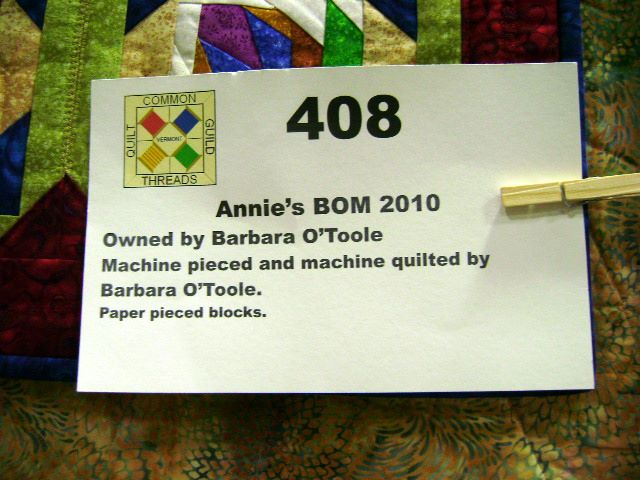 COMMON
QUILT
VERMONT
GUILD
THREADS
408
Annie's BOM 2010
Owned by Barbara O'Toole
Machine pieced and machine quilted by
Barbara O'Toole.
Paper pieced blocks.